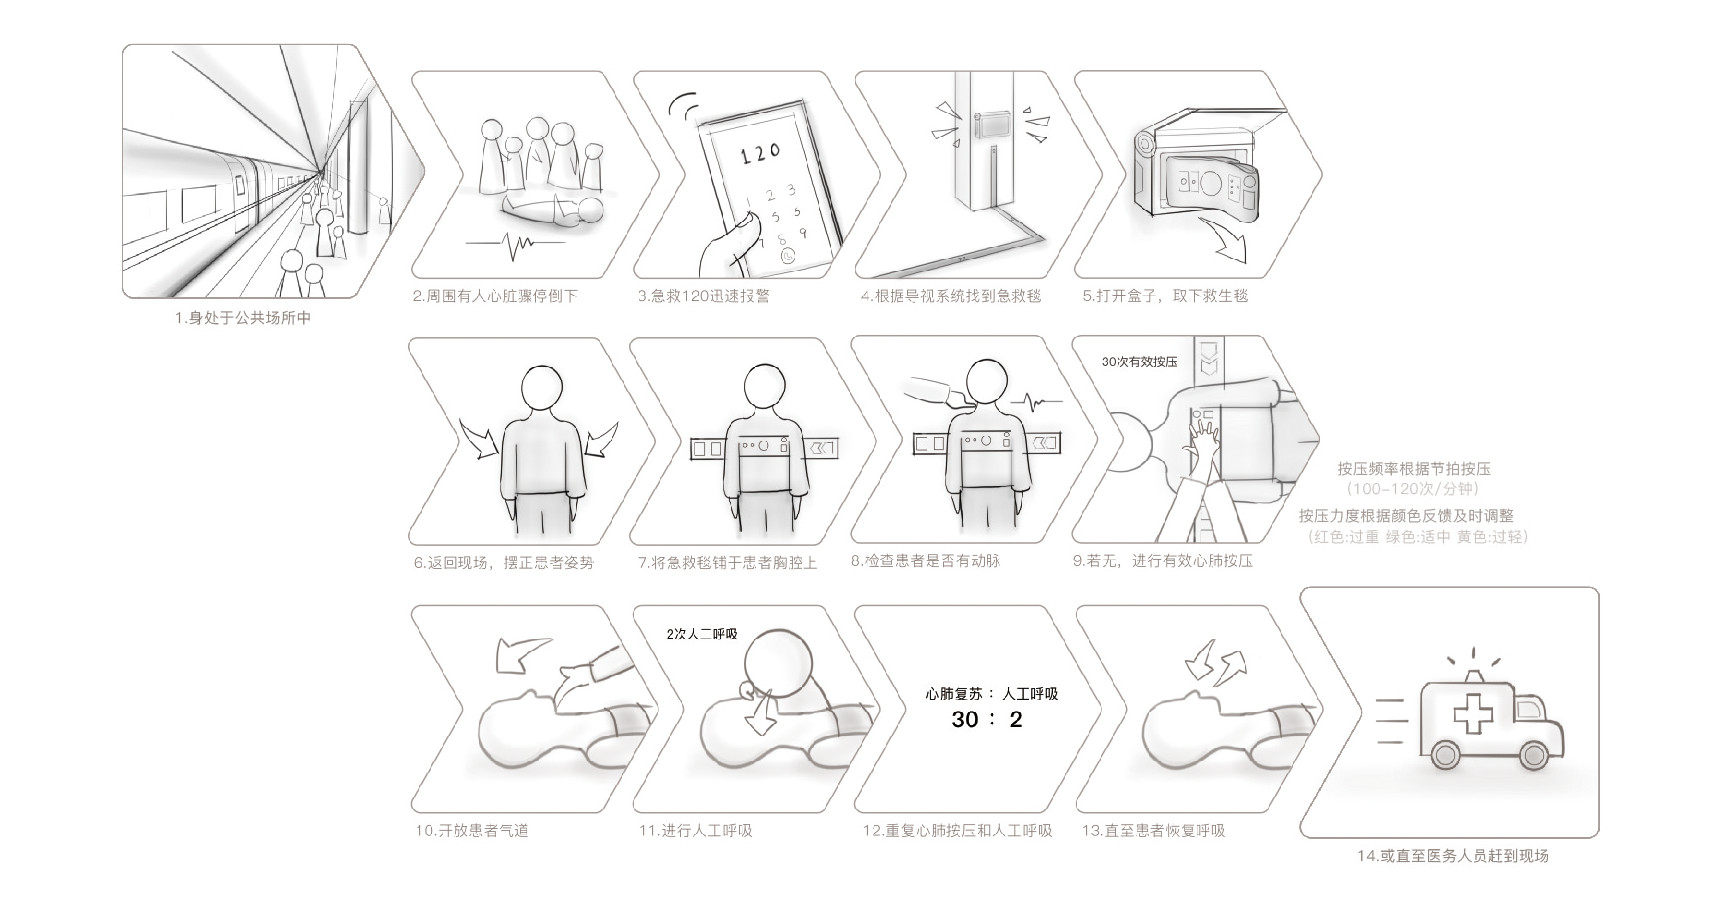 1.身处于公共场所中
2.周围有人心脏骤停倒下
120
2 3
5 5
7 8 9
3.急救120迅速报警
4.根据导视系统找到急救毯
5.打开盒子，取下救生毯
6.返回现场，摆正患者姿势
7.将急救毯铺于患者胸腔上
8.检查患者是否有动脉
30次有效按压
9.若无，进行有效心肺按压
按压频率根据节拍按压
（100-120次/分钟）
按压力度根据颜色反馈及时调整
（红色:过重 绿色:适中 黄色:过轻）
10.开放患者气道
2次人工呼吸
11.进行人工呼吸
心肺复苏：人工呼吸
30：2
12.重复心肺按压和人工呼吸
13.直至患者恢复呼吸
14.或直至医务人员赶到现场